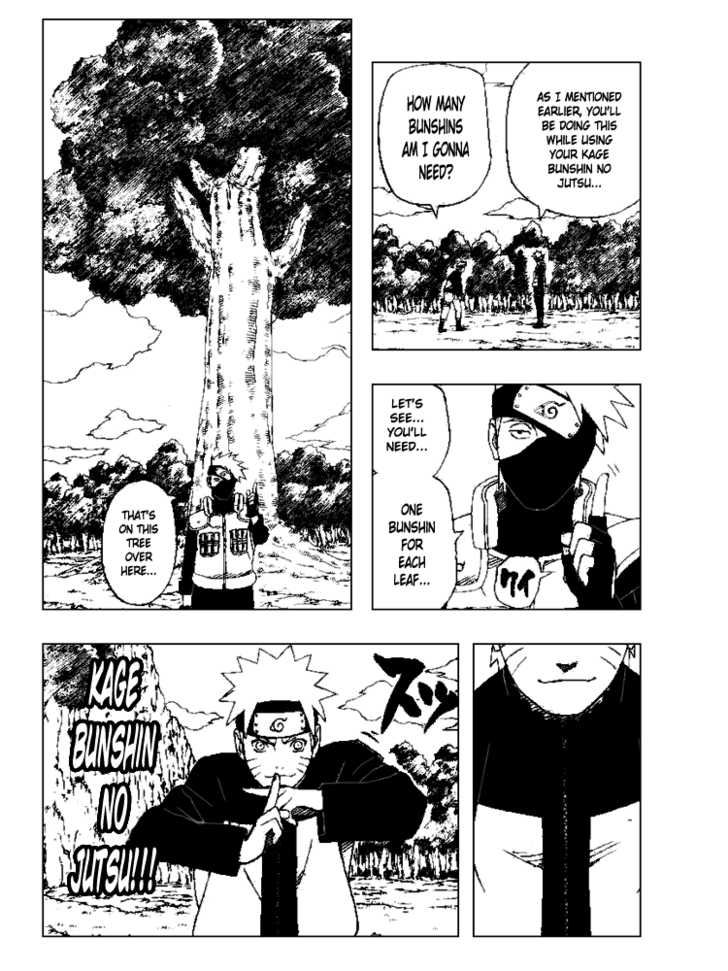 AS I MENTIONED
EARLIER, YOU'LL
BE DOING THIS
WHILE USING
YOUR KAGE
BUNSHIN NO
JUTSU...
HOW MANY
BUNSHINS
AM I GONNA
NEED?
LET'S
SEE...
YOU'LL
NEED...
ONE
BUNSHIN
FOR
EACH
LEAF...
THAT'S
ON THIS
TREE
OVER
HERE...
スッ
KAGE
BUNSHIN
NO
JUTSU!!!